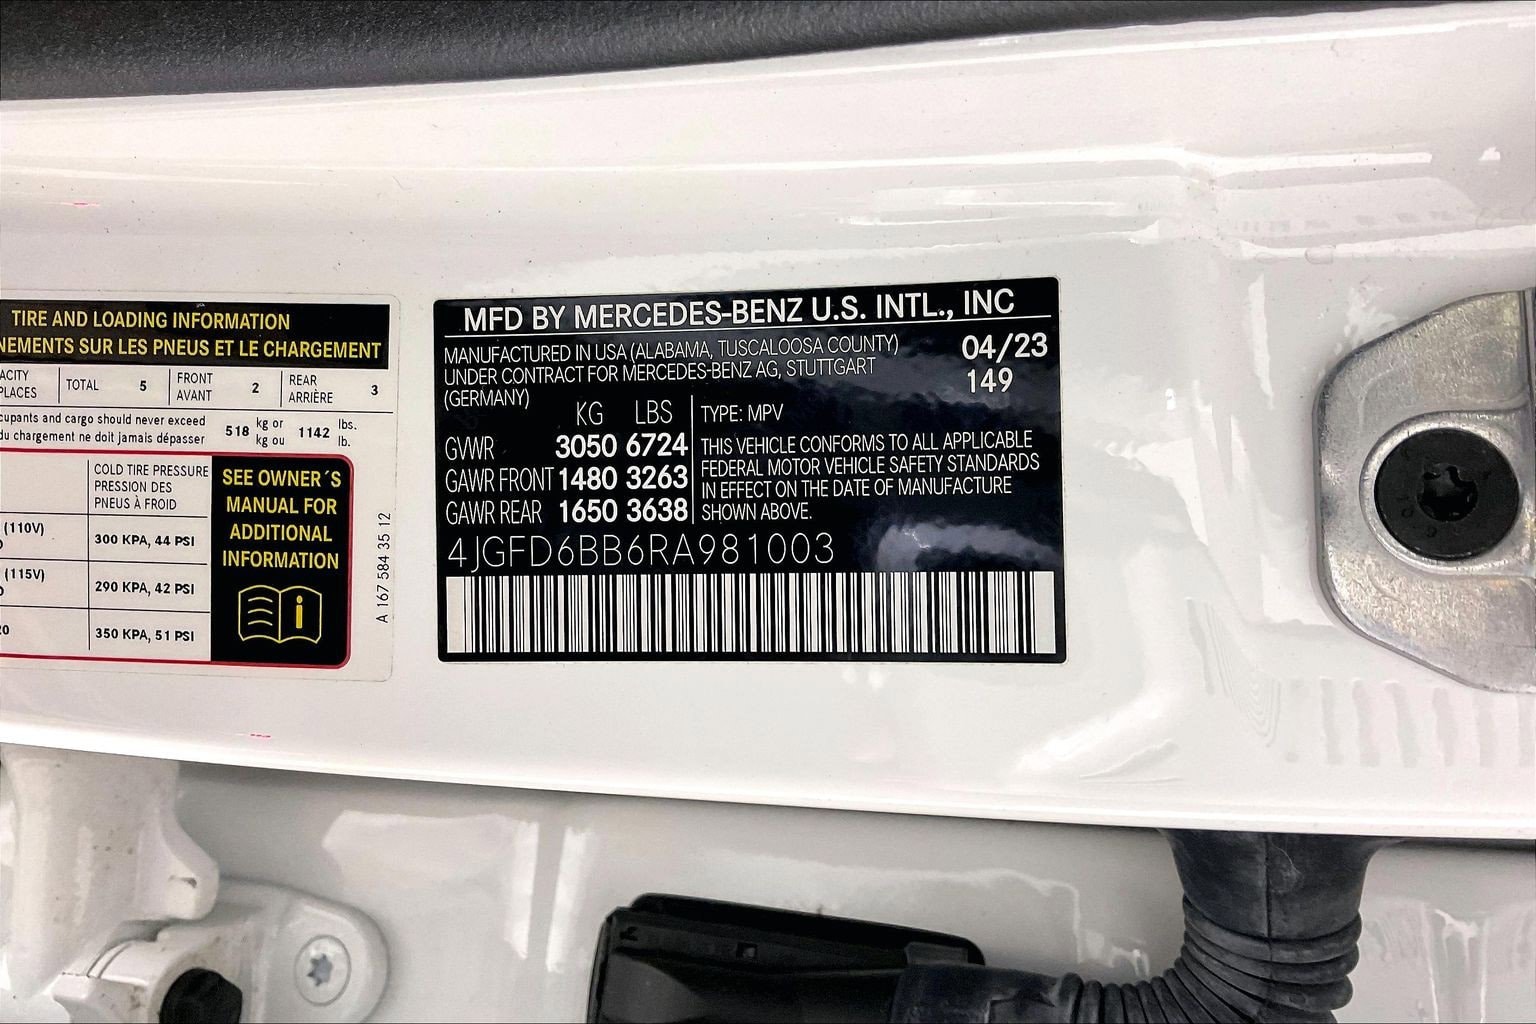 TIRE AND LOADING INFORMATION
SUR LES PNEUS ET LE CHARGEMENT
TOTAL 5 FRONT AVANT 2 REAR ARRIÈRE 3
and cargo should never exceed
du chargement ne doit jamais dépasser
518 kg or kg ou 1142 lbs. lb.
COLD TIRE PRESSURE
PRESSION DES
PNEUS À FROID
(110V)
300 KPA, 44 PSI
(115V)
290 KPA, 42 PSI
350 KPA, 51 PSI
SEE OWNER´S
MANUAL FOR
ADDITIONAL
INFORMATION
i
A 167 584 35 12
MFD BY MERCEDES-BENZ U.S. INTL., INC
MANUFACTURED IN USA (ALABAMA, TUSCALOOSA COUNTY) 04/23
UNDER CONTRACT FOR MERCEDES-BENZ AG, STUTTGART 149
(GERMANY)
KG LBS
GVWR 3050 6724
GAWR FRONT 1480 3263
GAWR REAR 1650 3638
TYPE: MPV
THIS VEHICLE CONFORMS TO ALL APPLICABLE
FEDERAL MOTOR VEHICLE SAFETY STANDARDS
IN EFFECT ON THE DATE OF MANUFACTURE
SHOWN ABOVE.
4JGFD6BB6RA981003